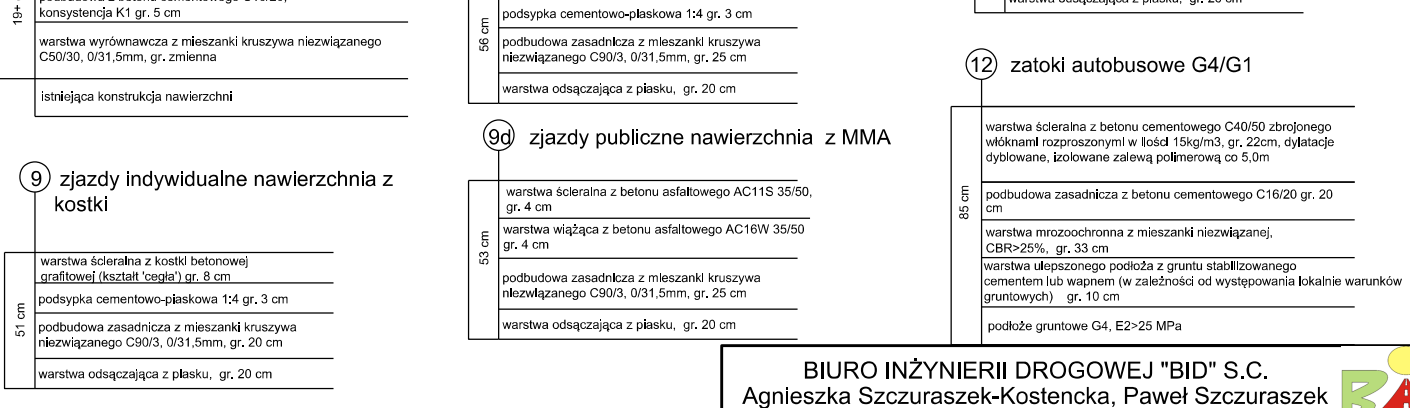 19+
konsystencja K1 gr. 5 cm
warstwa wyrównawcza z mieszanki kruszywa niezwiązanego
C50/30, 0/31,5mm, gr. zmienna
istniejąca konstrukcja nawierzchni
9 zjazdy indywidualne nawierzchnia z
kostki
51 cm
warstwa ścieralna z kostki betonowej
grafitowej (kształt 'cegła') gr. 8 cm
podsypka cementowo-piaskowa 1:4 gr. 3 cm
podbudowa zasadnicza z mieszanki kruszywa
niezwiązanego C90/3, 0/31,5mm, gr. 20 cm
warstwa odsączająca z piasku, gr. 20 cm
56 cm
podsypka cementowo-piaskowa 1:4 gr. 3 cm
podbudowa zasadnicza z mieszanki kruszywa
niezwiązanego C90/3, 0/31,5mm, gr. 25 cm
warstwa odsączająca z piasku, gr. 20 cm
9d zjazdy publiczne nawierzchnia z MMA
53 cm
warstwa ścieralna z betonu asfaltowego AC11S 35/50,
gr. 4 cm
warstwa wiążąca z betonu asfaltowego AC16W 35/50
gr. 4 cm
podbudowa zasadnicza z mieszanki kruszywa
niezwiązanego C90/3, 0/31,5mm, gr. 25 cm
warstwa odsączająca z piasku, gr. 20 cm
12 zatoki autobusowe G4/G1
85 cm
warstwa ścieralna z betonu cementowego C40/50 zbrojonego
włóknami rozproszonymi w ilości 15kg/m3, gr. 22cm, dylatacje
dyblowane, izolowane zalewą polimerową co 5,0m
podbudowa zasadnicza z betonu cementowego C16/20 gr. 20
cm
warstwa mrozoochronna z mieszanki niezwiązanej,
CBR>25%, gr. 33 cm
warstwa ulepszonego podłoża z gruntu stabilizowanego
cementem lub wapnem (w zależności od występowania lokalnie warunków
gruntowych) gr. 10 cm
podłoże gruntowe G4, E2>25 MPa
BIURO INŻYNIERII DROGOWEJ "BID" S.C.
Agnieszka Szczuraszek-Kostencka, Paweł Szczuraszek